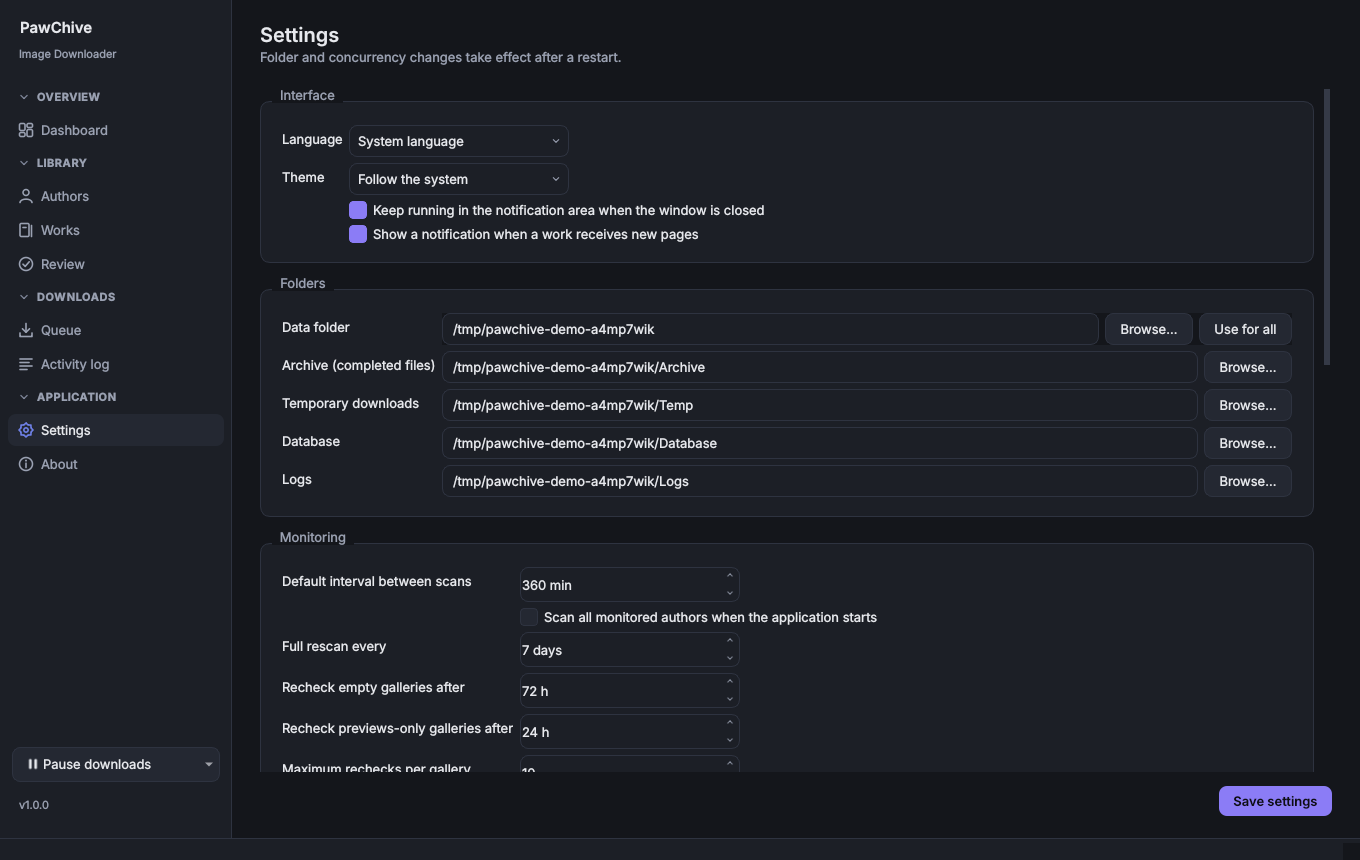 PawChive
Image Downloader
OVERVIEW
Dashboard
LIBRARY
Authors
Works
Review
DOWNLOADS
Queue
Activity log
APPLICATION
Settings
About
Pause downloads
v1.0.0
Settings
Folder and concurrency changes take effect after a restart.
Interface
Language System language
Theme Follow the system
Keep running in the notification area when the window is closed
Show a notification when a work receives new pages
Folders
Data folder /tmp/pawchive-demo-a4mp7wik Browse... Use for all
Archive (completed files) /tmp/pawchive-demo-a4mp7wik/Archive Browse...
Temporary downloads /tmp/pawchive-demo-a4mp7wik/Temp Browse...
Database /tmp/pawchive-demo-a4mp7wik/Database Browse...
Logs /tmp/pawchive-demo-a4mp7wik/Logs Browse...
Monitoring
Default interval between scans 360 min
Scan all monitored authors when the application starts
Full rescan every 7 days
Recheck empty galleries after 72 h
Recheck previews-only galleries after 24 h
Maximum rechecks per gallery
Save settings